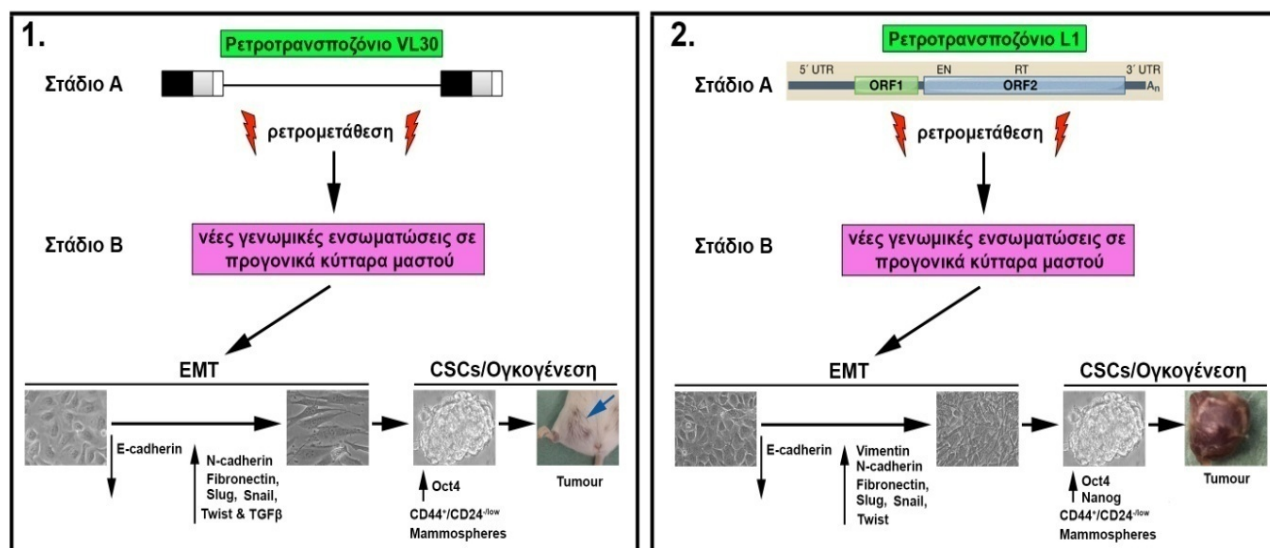 1.
Ρετροτρανσποζόνιο VL30
Στάδιο Α
ρετρομετάθεση
Στάδιο Β
νέες γενωμικές ενσωματώσεις σε
προγονικά κύτταρα μαστού
EMT
CSCs/Ογκογένεση
E-cadherin
N-cadherin
Fibronectin,
Slug, Snail,
Twist & TGFβ
Oct4
CD44⁺/CD24⁻/ˡᵒʷ
Mammospheres
Tumour
2.
Ρετροτρανσποζόνιο L1
Στάδιο Α
5´ UTR
EN
RT
3´ UTR
ORF1
ORF2
Aₙ
ρετρομετάθεση
Στάδιο Β
νέες γενωμικές ενσωματώσεις σε
προγονικά κύτταρα μαστού
EMT
CSCs/Ογκογένεση
E-cadherin
Vimentin
N-cadherin
Fibronectin,
Slug, Snail,
Twist
Oct4
Nanog
CD44⁺/CD24⁻/ˡᵒʷ
Mammospheres
Tumour